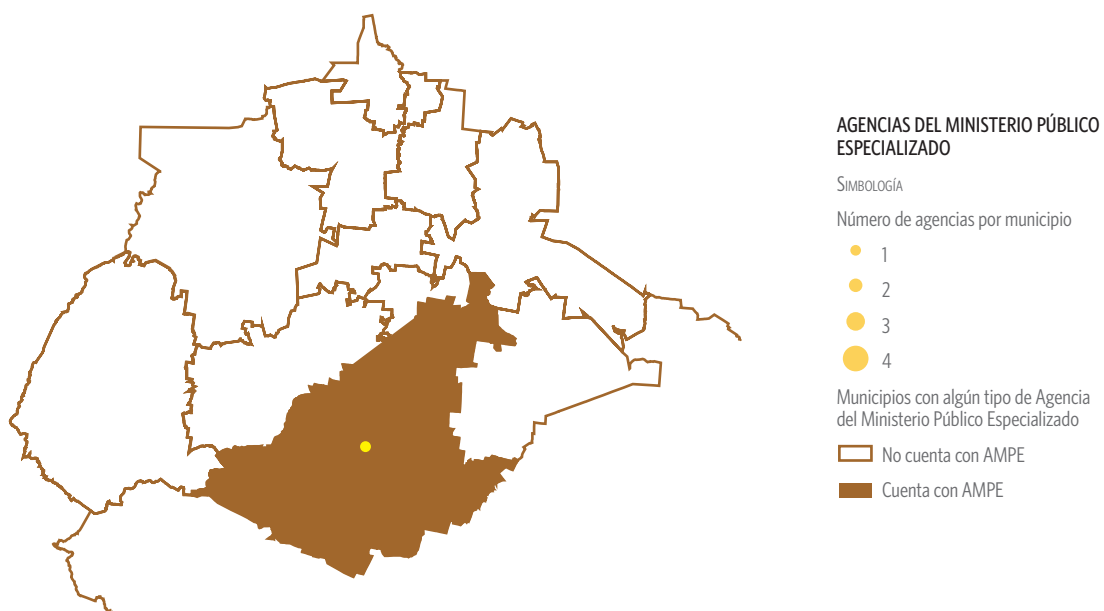 AGENCIAS DEL MINISTERIO PÚBLICO
ESPECIALIZADO
SIMBOLOGÍA
Número de agencias por municipio
1
2
3
4
Municipios con algún tipo de Agencia
del Ministerio Público Especializado
No cuenta con AMPE
Cuenta con AMPE